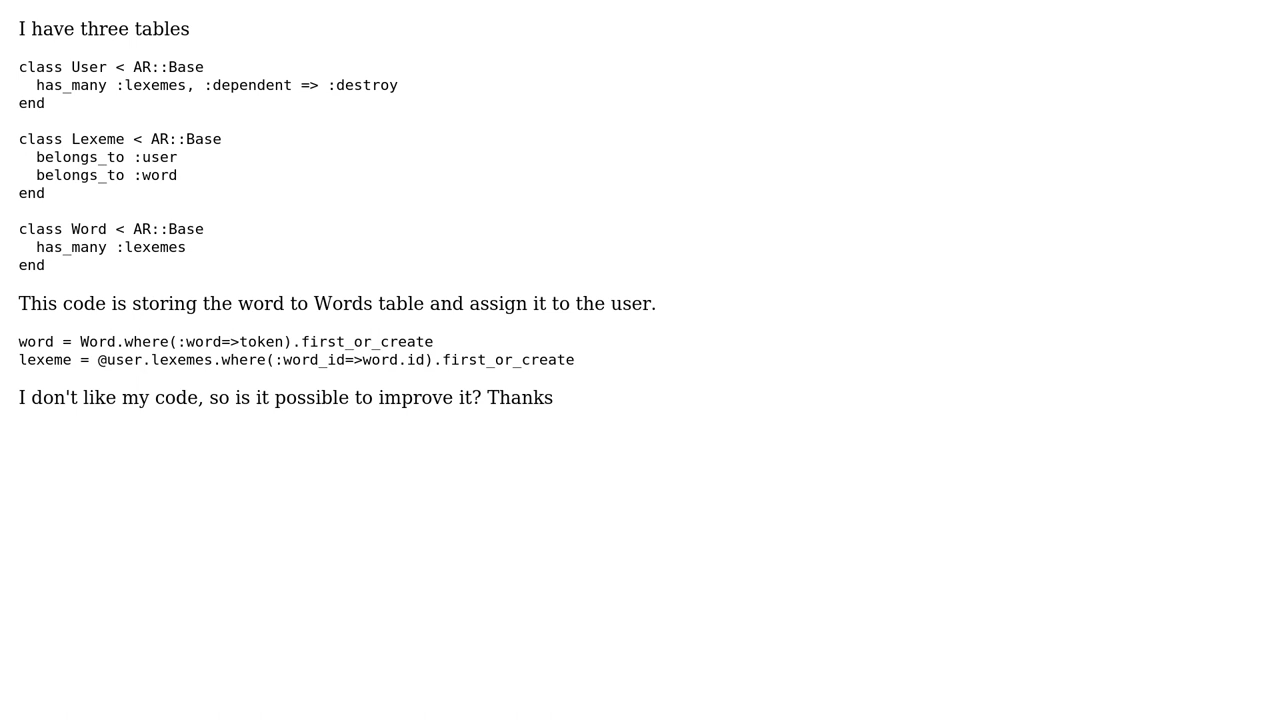 I have three tables
class User < AR::Base
  has_many :lexemes, :dependent => :destroy
end
class Lexeme < AR::Base
  belongs_to :user
  belongs_to :word
end
class Word < AR::Base
  has_many :lexemes
end
This code is storing the word to Words table and assign it to the user.
word = Word.where(:word=>token).first_or_create
lexeme = @user.lexemes.where(:word_id=>word.id).first_or_create
I don't like my code, so is it possible to improve it? Thanks